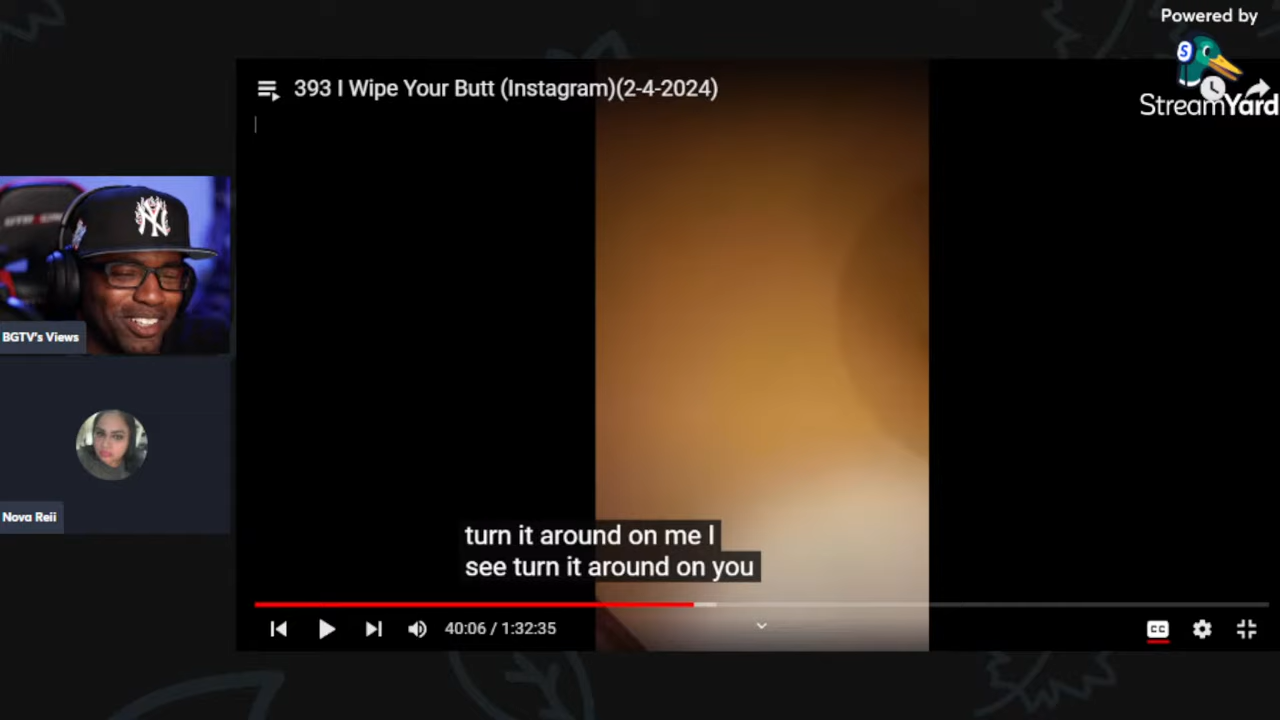 Powered by
S
StreamYard
393 I Wipe Your Butt (Instagram)(2-4-2024)
NY
BGTV's Views
Nova Reii
turn it around on me I
see turn it around on you
40:06 / 1:32:35
CC